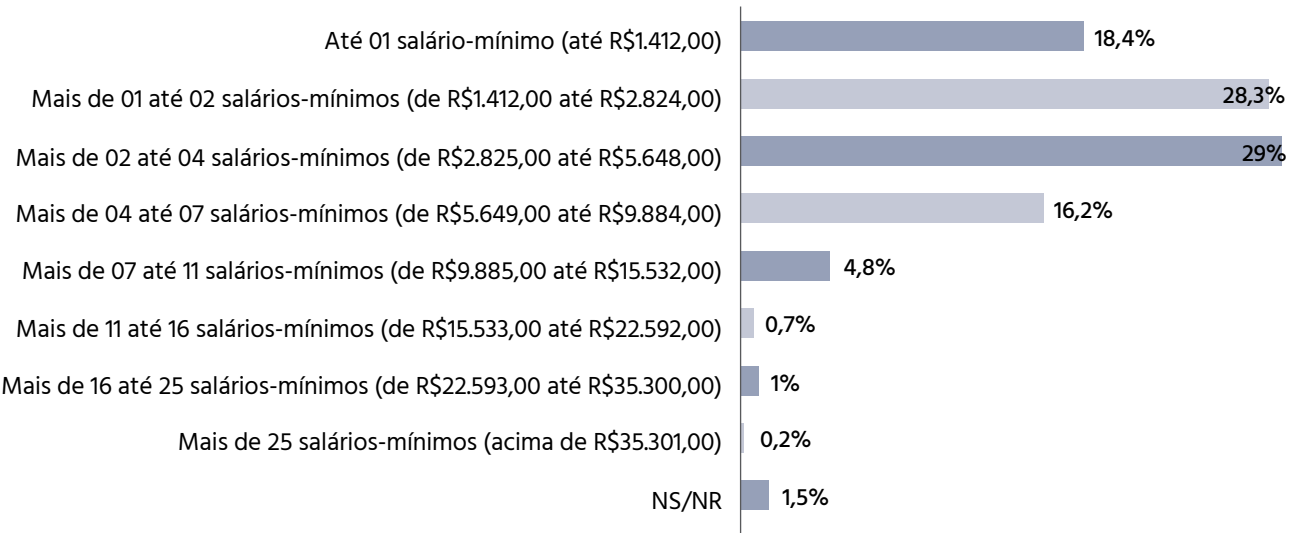 Até 01 salário-mínimo (até R$1.412,00) 18,4%
Mais de 01 até 02 salários-mínimos (de R$1.412,00 até R$2.824,00) 28,3%
Mais de 02 até 04 salários-mínimos (de R$2.825,00 até R$5.648,00) 29%
Mais de 04 até 07 salários-mínimos (de R$5.649,00 até R$9.884,00) 16,2%
Mais de 07 até 11 salários-mínimos (de R$9.885,00 até R$15.532,00) 4,8%
Mais de 11 até 16 salários-mínimos (de R$15.533,00 até R$22.592,00) 0,7%
Mais de 16 até 25 salários-mínimos (de R$22.593,00 até R$35.300,00) 1%
Mais de 25 salários-mínimos (acima de R$35.301,00) 0,2%
NS/NR 1,5%